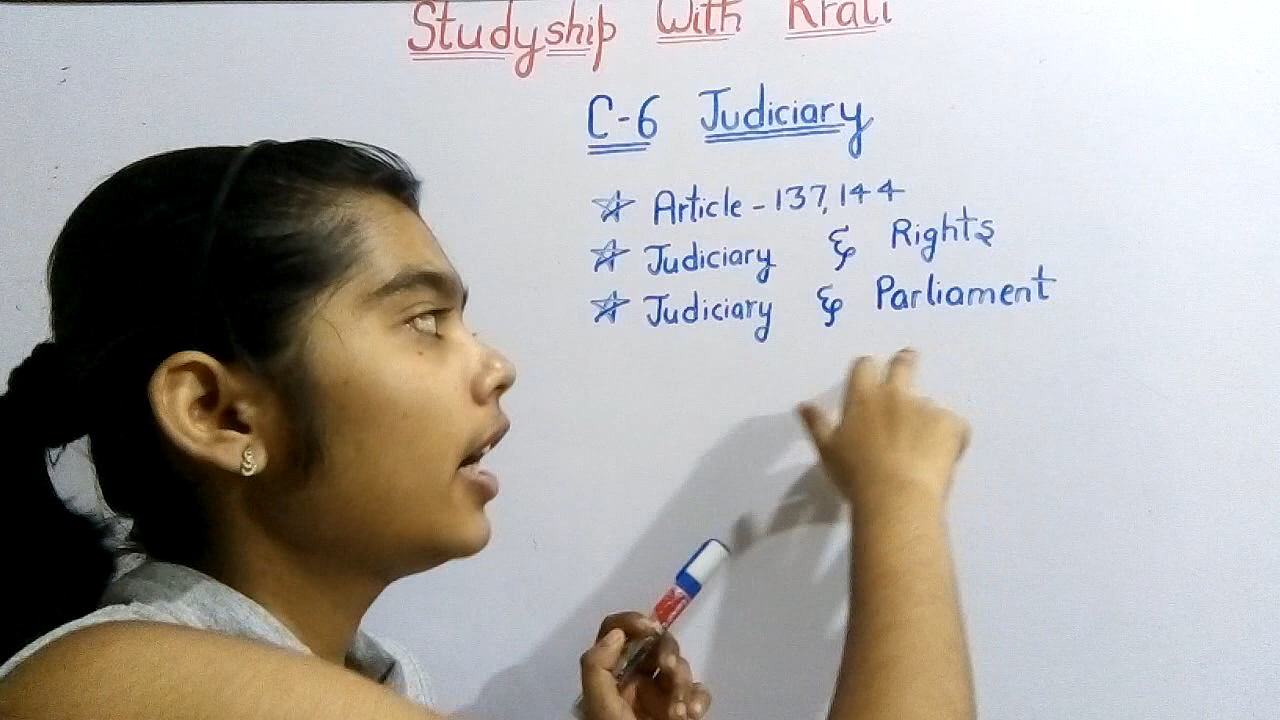 Studyship With Krati
C-6 Judiciary
☆ Article - 137, 144
☆ Judiciary & Rights
☆ Judiciary & Parliament